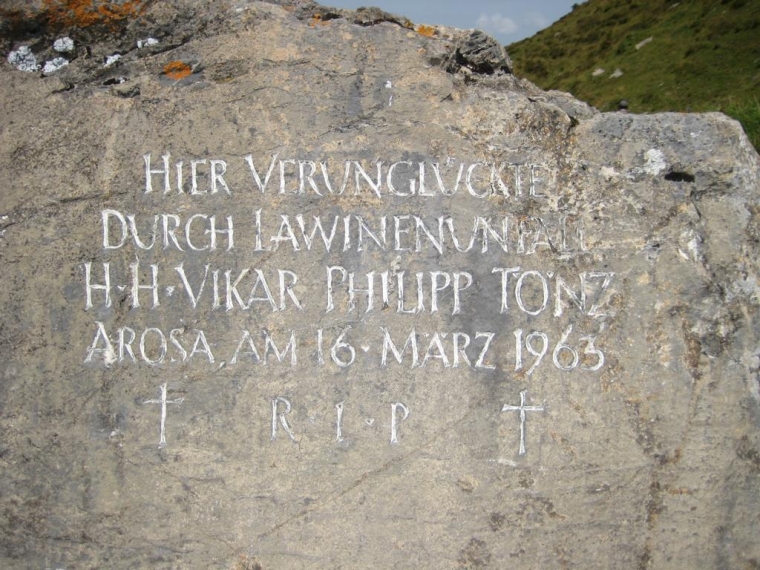 HIER VERUNGLÜCKTE
DURCH LAWINENUNFALL
H·H·VIKAR PHILIPP TÖNZ
AROSA, AM 16·MÄRZ 1963
† R·I·P †